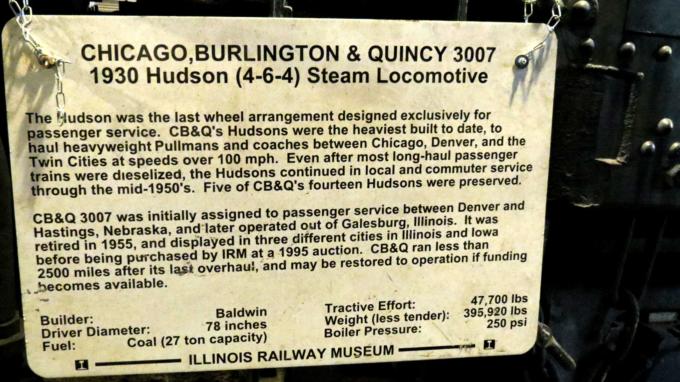 CHICAGO, BURLINGTON & QUINCY 3007
1930 Hudson (4-6-4) Steam Locomotive
The Hudson was the last wheel arrangement designed exclusively for
passenger service. CB&Q's Hudsons were the heaviest built to date, to
haul heavyweight Pullmans and coaches between Chicago, Denver, and the
Twin Cities at speeds over 100 mph. Even after most long-haul passenger
trains were dieselized, the Hudsons continued in local and commuter service
through the mid-1950's. Five of CB&Q's fourteen Hudsons were preserved.
CB&Q 3007 was initially assigned to passenger service between Denver and
Hastings, Nebraska, and later operated out of Galesburg, Illinois. It was
retired in 1955, and displayed in three different cities in Illinois and Iowa
before being purchased by IRM at a 1995 auction. CB&Q ran less than
2500 miles after its last overhaul, and may be restored to operation if funding
becomes available.
Builder: Baldwin
Driver Diameter: 78 inches
Fuel: Coal (27 ton capacity)
Tractive Effort: 47,700 lbs
Weight (less tender): 395,920 lbs
Boiler Pressure: 250 psi
ILLINOIS RAILWAY MUSEUM